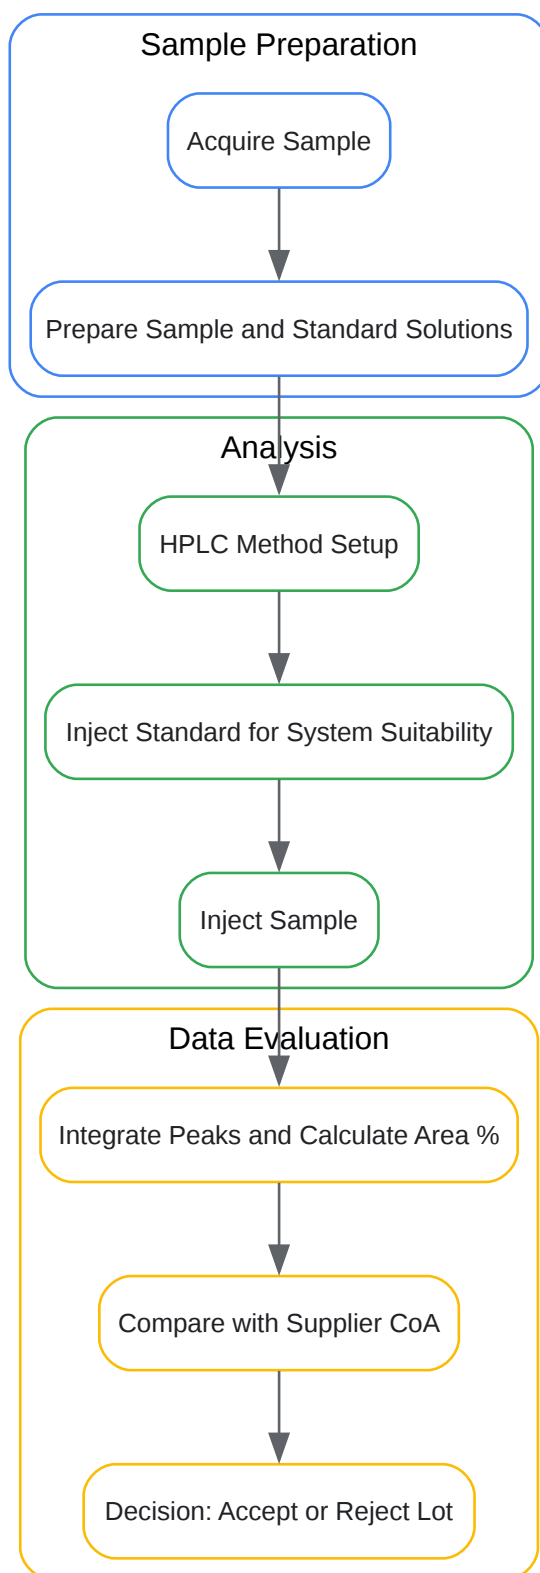 Sample Preparation
Acquire Sample
Prepare Sample and Standard Solutions
Analysis
HPLC Method Setup
Inject Standard for System Suitability
Inject Sample
Data Evaluation
Integrate Peaks and Calculate Area %
Compare with Supplier CoA
Decision: Accept or Reject Lot